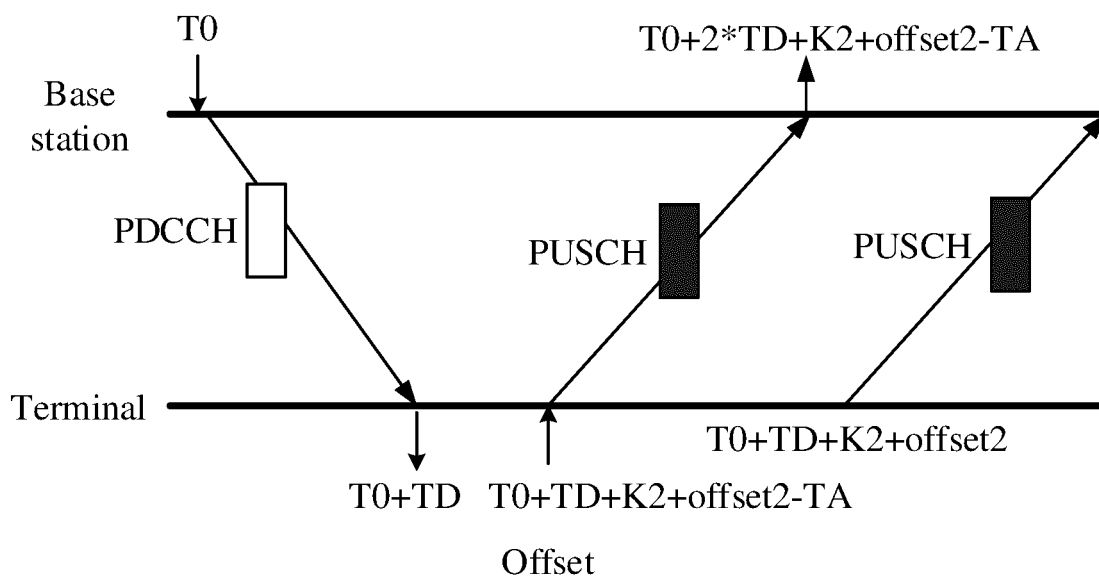 T0
T0+2*TD+K2+offset2-TA
Base
station
PDCCH
PUSCH
PUSCH
Terminal
T0+TD+K2+offset2
T0+TD
T0+TD+K2+offset2-TA
Offset